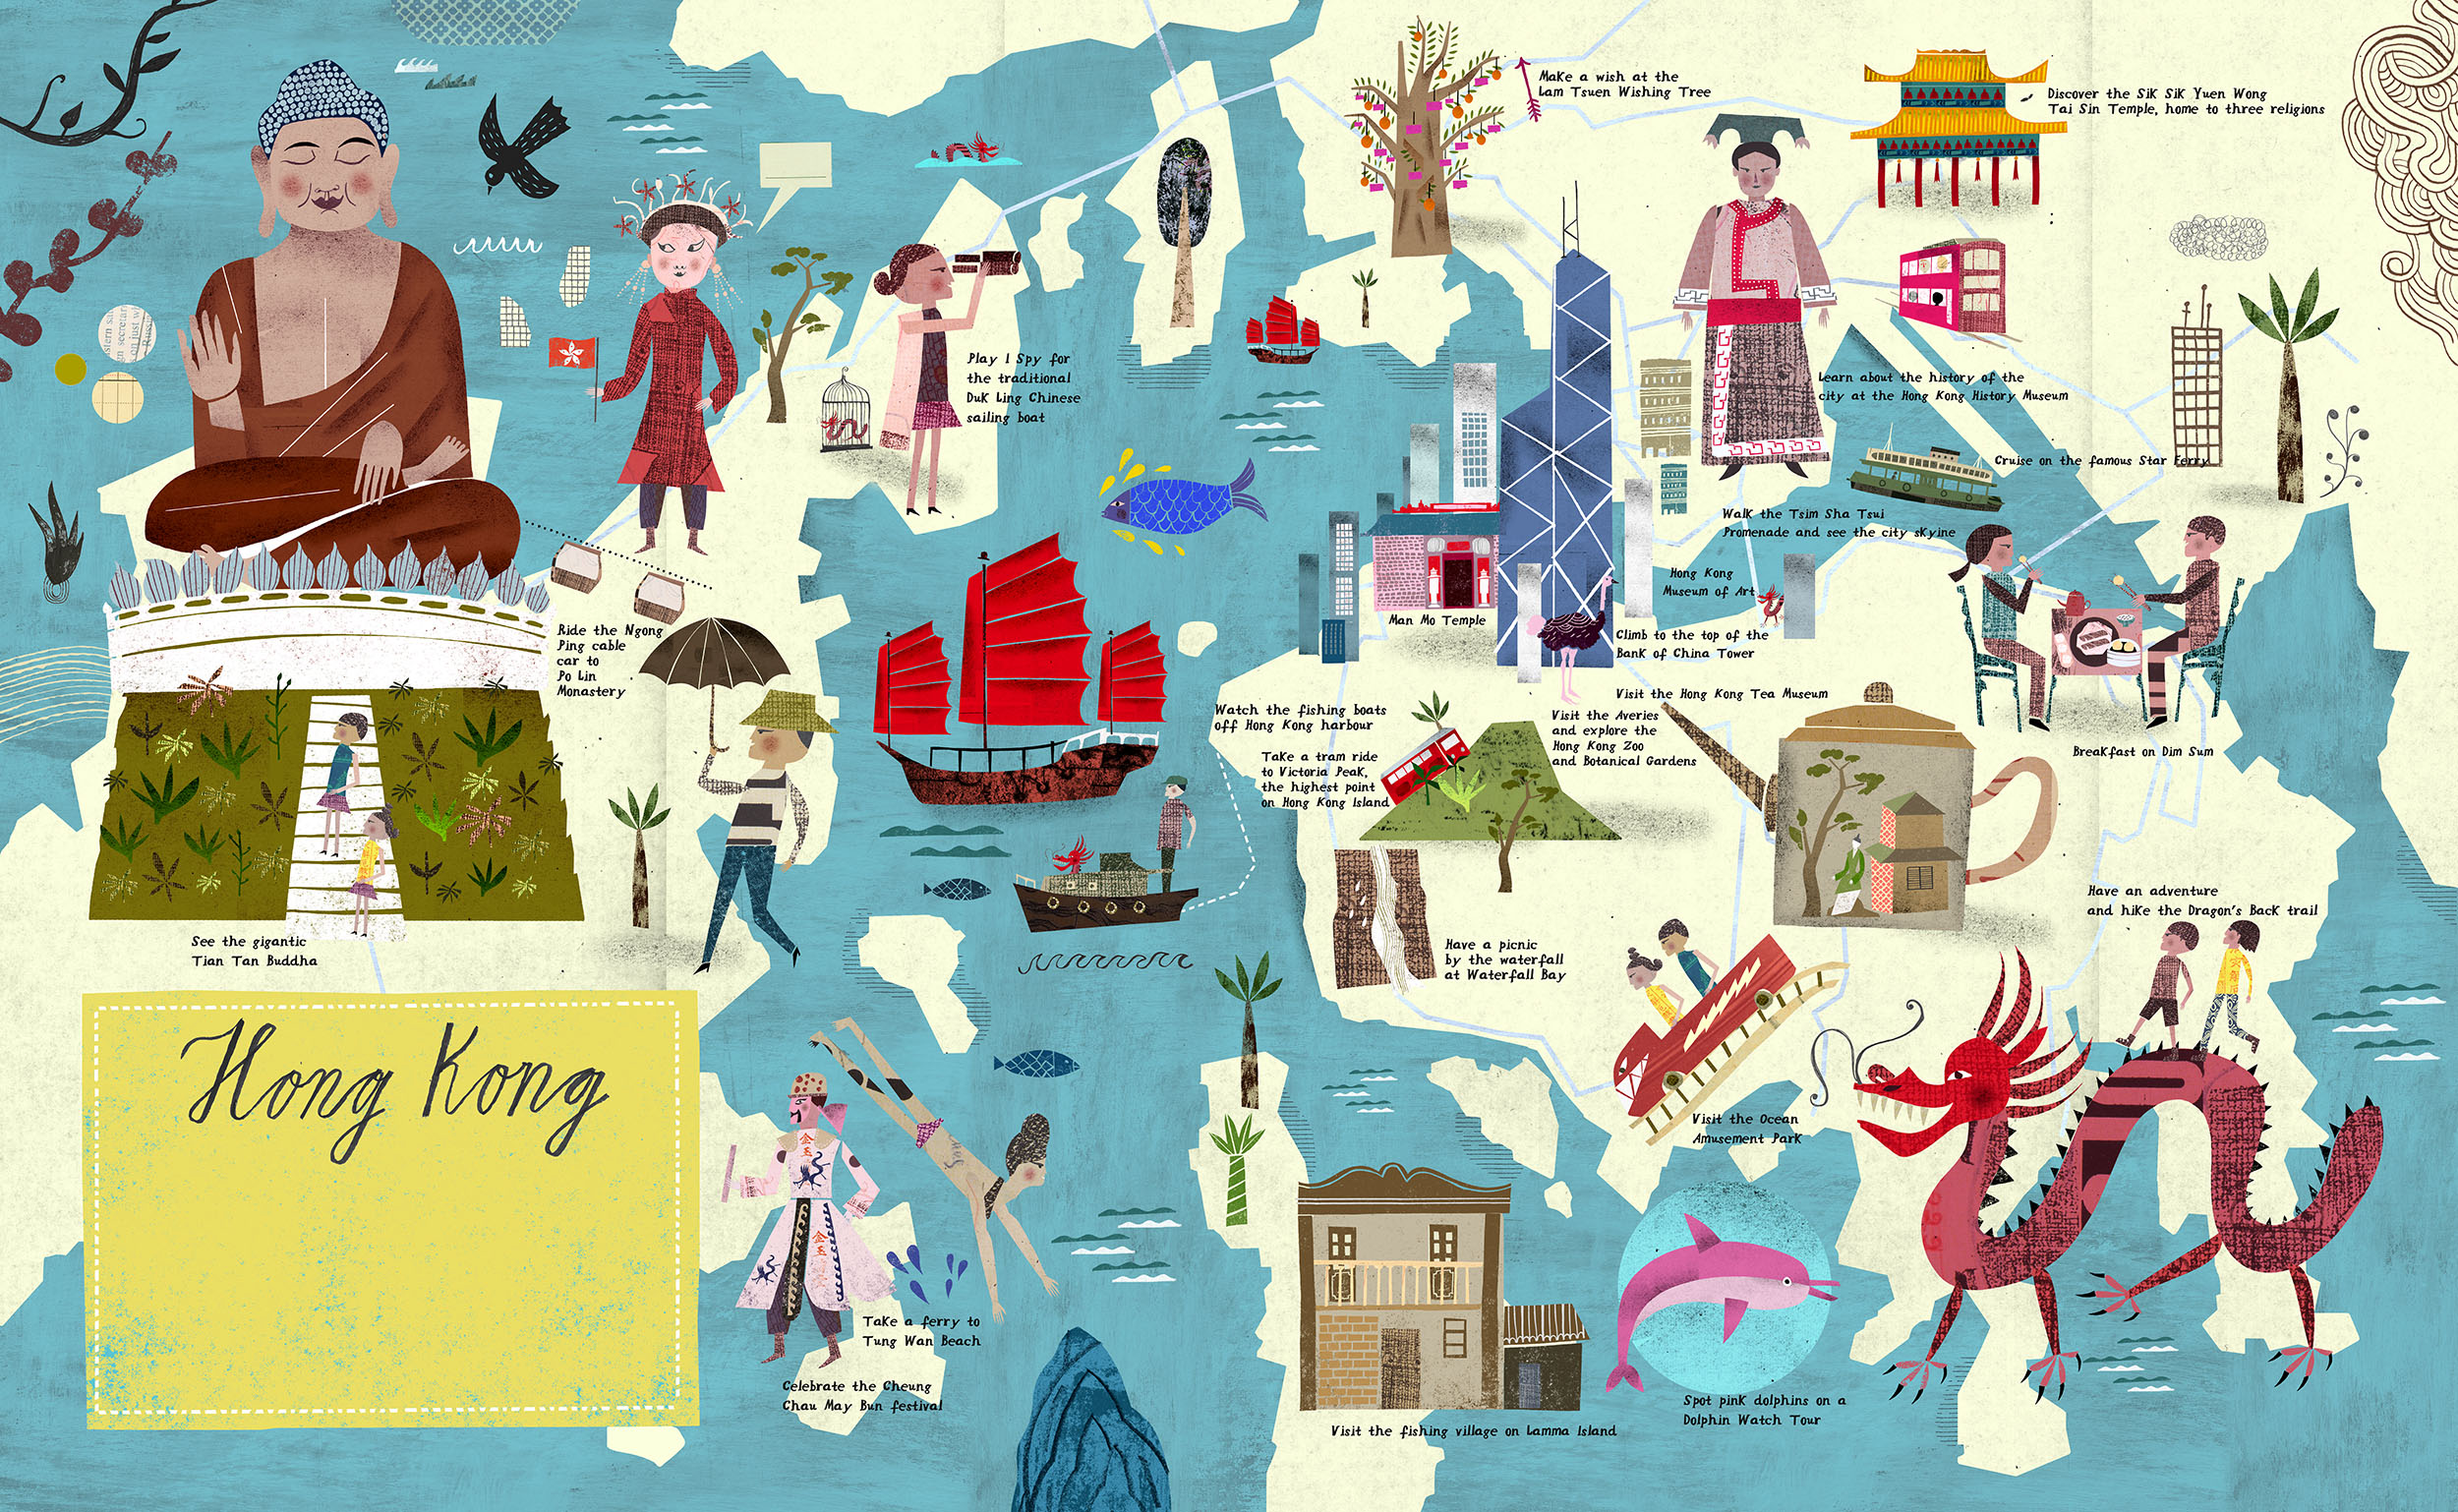 Make a wish at the
Lam Tsuen Wishing Tree
Discover the Sik Sik Yuen Wong
Tai Sin Temple, home to three religions
Play I Spy for
the traditional
Duk Ling Chinese
sailing boat
Learn about the history of the
city at the Hong Kong History Museum
Cruise on the famous Star Ferry
Walk the Tsim Sha Tsui
Promenade and see the city skyine
Hong Kong
Museum of Art
Man Mo Temple
Climb to the top of the
Bank of China Tower
Ride the Ngong
Ping cable
car to
Po Lin
Monastery
Visit the Hong Kong Tea Museum
Watch the fishing boats
off Hong Kong harbour
Visit the Averies
and explore the
Hong Kong Zoo
and Botanical Gardens
Take a tram ride
to Victoria Peak,
the highest point
on Hong Kong Island
Breakfast on Dim Sum
Have an adventure
and hike the Dragon's Back trail
See the gigantic
Tian Tan Buddha
Have a picnic
by the waterfall
at Waterfall Bay
Hong Kong
Visit the Ocean
Amusement Park
Take a ferry to
Tung Wan Beach
Celebrate the Cheung
Chau May Bun festival
Spot pink dolphins on a
Dolphin Watch Tour
Visit the fishing village on Lamma Island